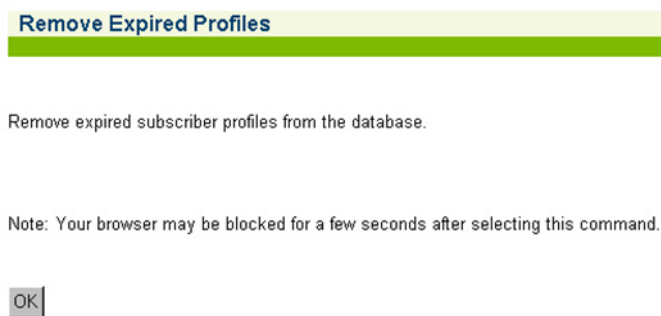 Remove Expired Profiles
Remove expired subscriber profiles from the database.
Note: Your browser may be blocked for a few seconds after selecting this command.
OK